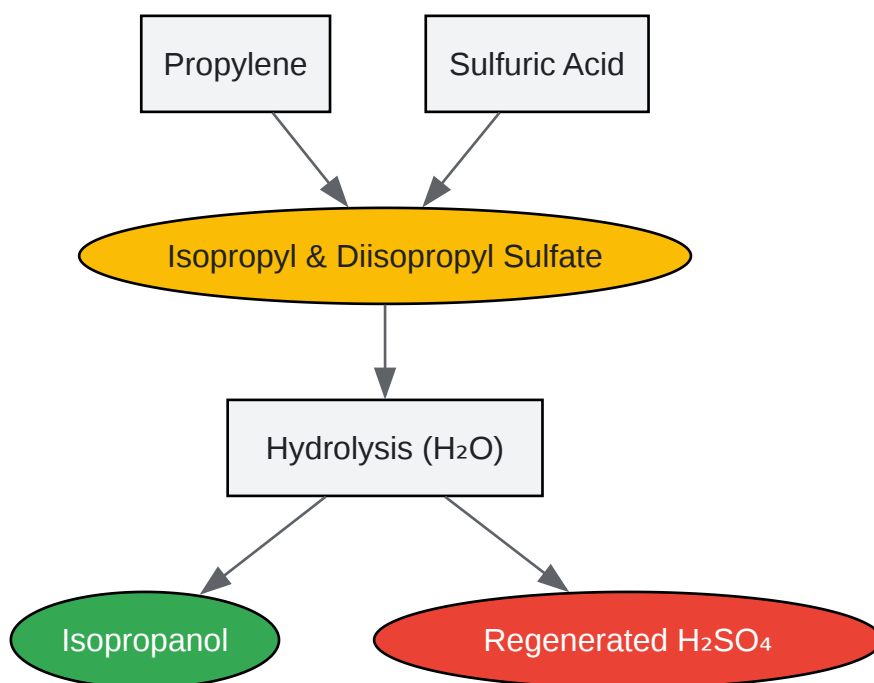 Propylene
Sulfuric Acid
Isopropyl & Diisopropyl Sulfate
Hydrolysis (H₂O)
Isopropanol
Regenerated H₂SO₄